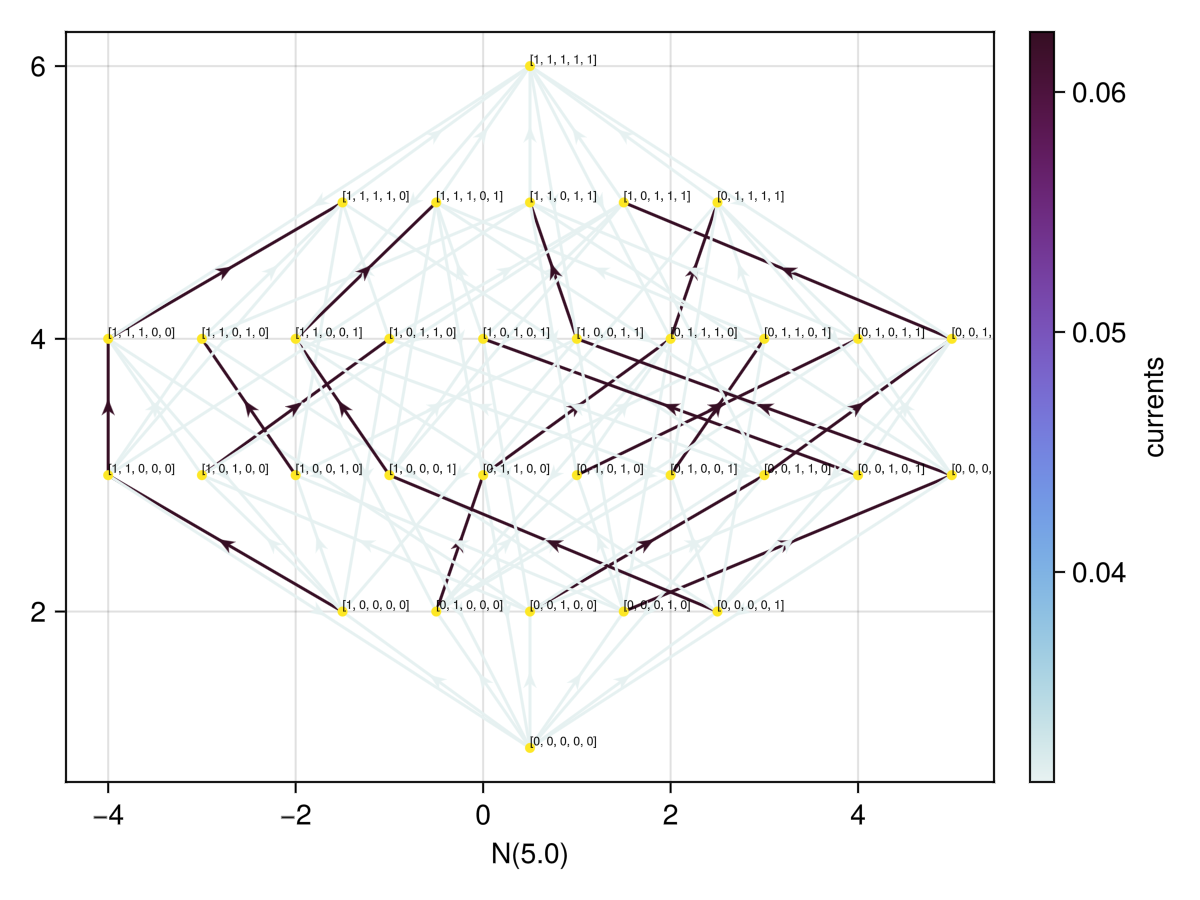 6
[1, 1, 1, 1, 1]
[1, 1, 1, 1, 0] [1, 1, 1, 0, 1] [1, 1, 0, 1, 1] [1, 0, 1, 1, 1] [0, 1, 1, 1, 1]
4
[1, 1, 1, 0, 0] [1, 1, 0, 1, 0] [1, 1, 0, 0, 1] [1, 0, 1, 1, 0] [1, 0, 1, 0, 1] [1, 0, 0, 1, 1] [0, 1, 1, 1, 0] [0, 1, 1, 0, 1] [0, 1, 0, 1, 1] [0, 0, 1,
[1, 1, 0, 0, 0] [1, 0, 1, 0, 0] [1, 0, 0, 1, 0] [1, 0, 0, 0, 1] [0, 1, 1, 0, 0] [0, 1, 0, 1, 0] [0, 1, 0, 0, 1] [0, 0, 1, 1, 0] [0, 0, 1, 0, 1] [0, 0, 0,
2
[1, 0, 0, 0, 0] [0, 1, 0, 0, 0] [0, 0, 1, 0, 0] [0, 0, 0, 1, 0] [0, 0, 0, 0, 1]
[0, 0, 0, 0, 0]
−4 −2 0 2 4
N(5.0)
0.06
0.05
0.04
currents